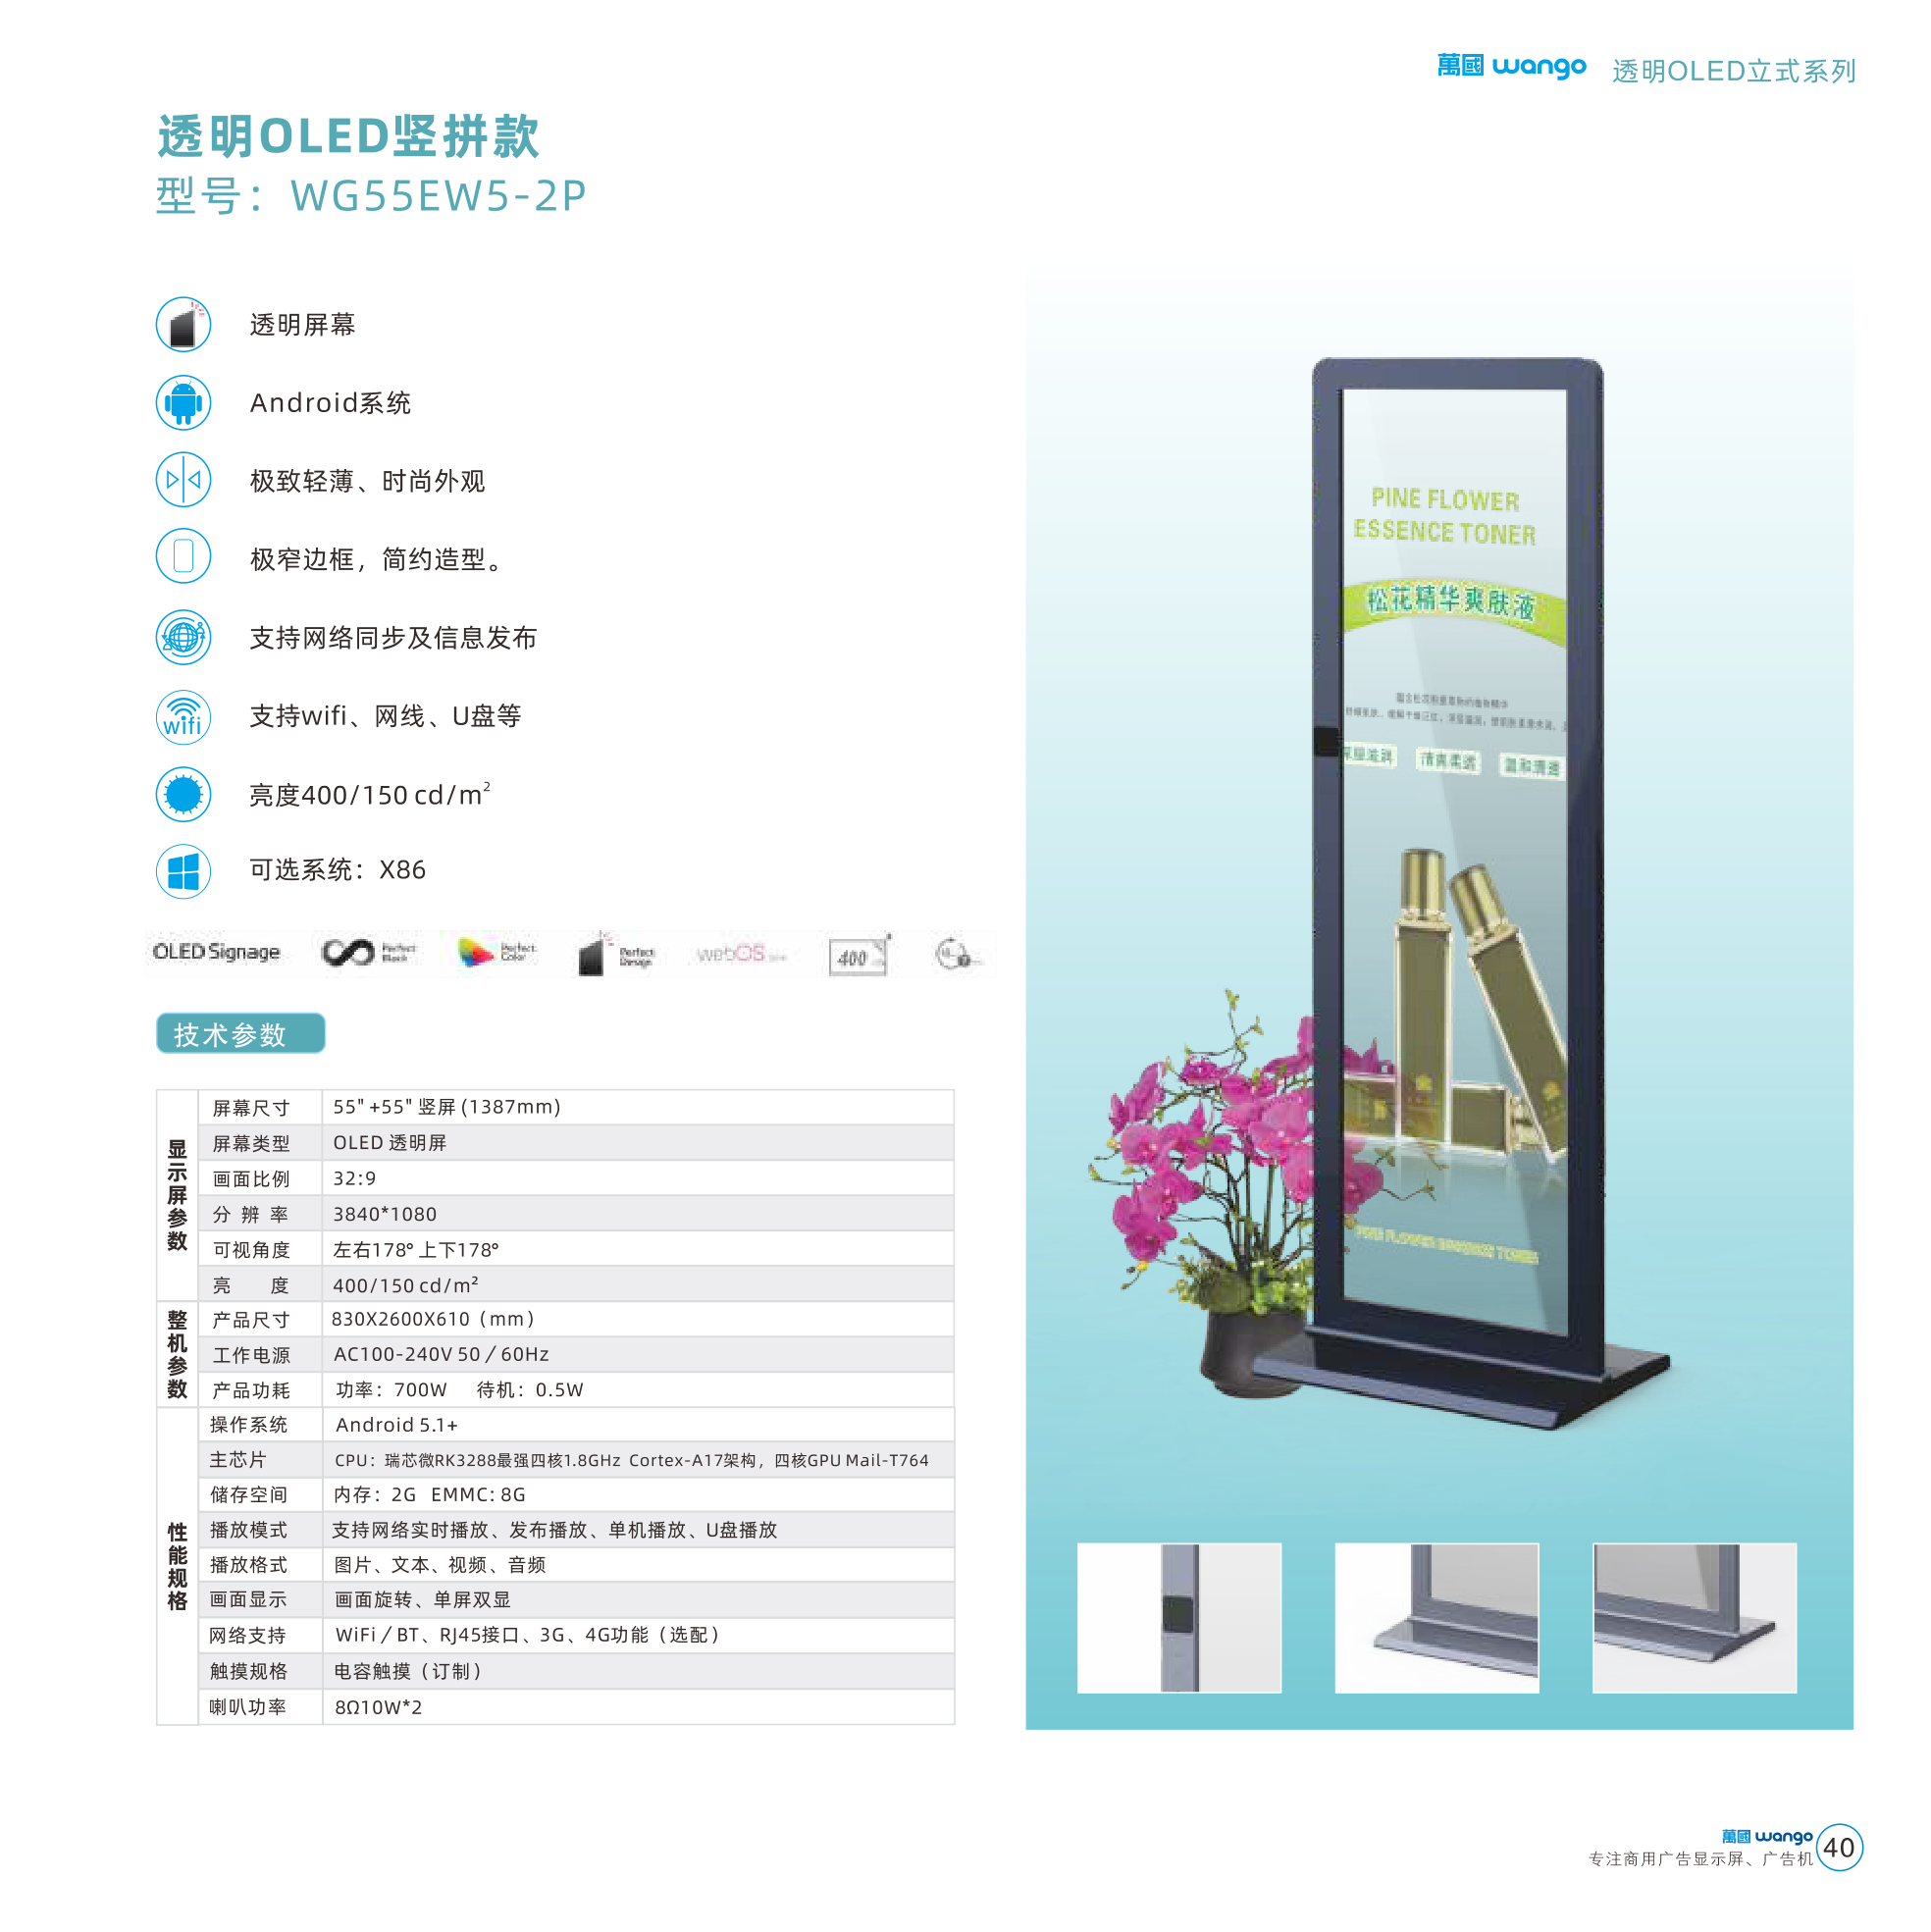 萬國 wango 透明OLED立式系列
透明OLED竖拼款
型号：WG55EW5-2P
透明屏幕
Android系统
极致轻薄、时尚外观
极窄边框，简约造型。
支持网络同步及信息发布
wifi
支持wifi、网线、U盘等
亮度400/150 cd/m²
可选系统：X86
OLED Signage Perfect Black Perfect Color Perfect Design webOS 400
技术参数
显示屏参数
屏幕尺寸 55" +55" 竖屏 (1387mm)
屏幕类型 OLED 透明屏
画面比例 32:9
分 辨 率 3840*1080
可视角度 左右178° 上下178°
亮 度 400/150 cd/m²
整机参数
产品尺寸 830X2600X610（mm）
工作电源 AC100-240V 50／60Hz
产品功耗 功率：700W 待机：0.5W
性能规格
操作系统 Android 5.1+
主芯片 CPU：瑞芯微RK3288最强四核1.8GHz Cortex-A17架构，四核GPU Mail-T764
储存空间 内存：2G EMMC: 8G
播放模式 支持网络实时播放、发布播放、单机播放、U盘播放
播放格式 图片、文本、视频、音频
画面显示 画面旋转、单屏双显
网络支持 WiFi／BT、RJ45接口、3G、4G功能（选配）
触摸规格 电容触摸（订制）
喇叭功率 8Ω10W*2
PINE FLOWER
ESSENCE TONER
松花精华爽肤液
清爽柔透
PINE FLOWER ESSENCE TONER
萬國 wango
专注商用广告显示屏、广告机
40